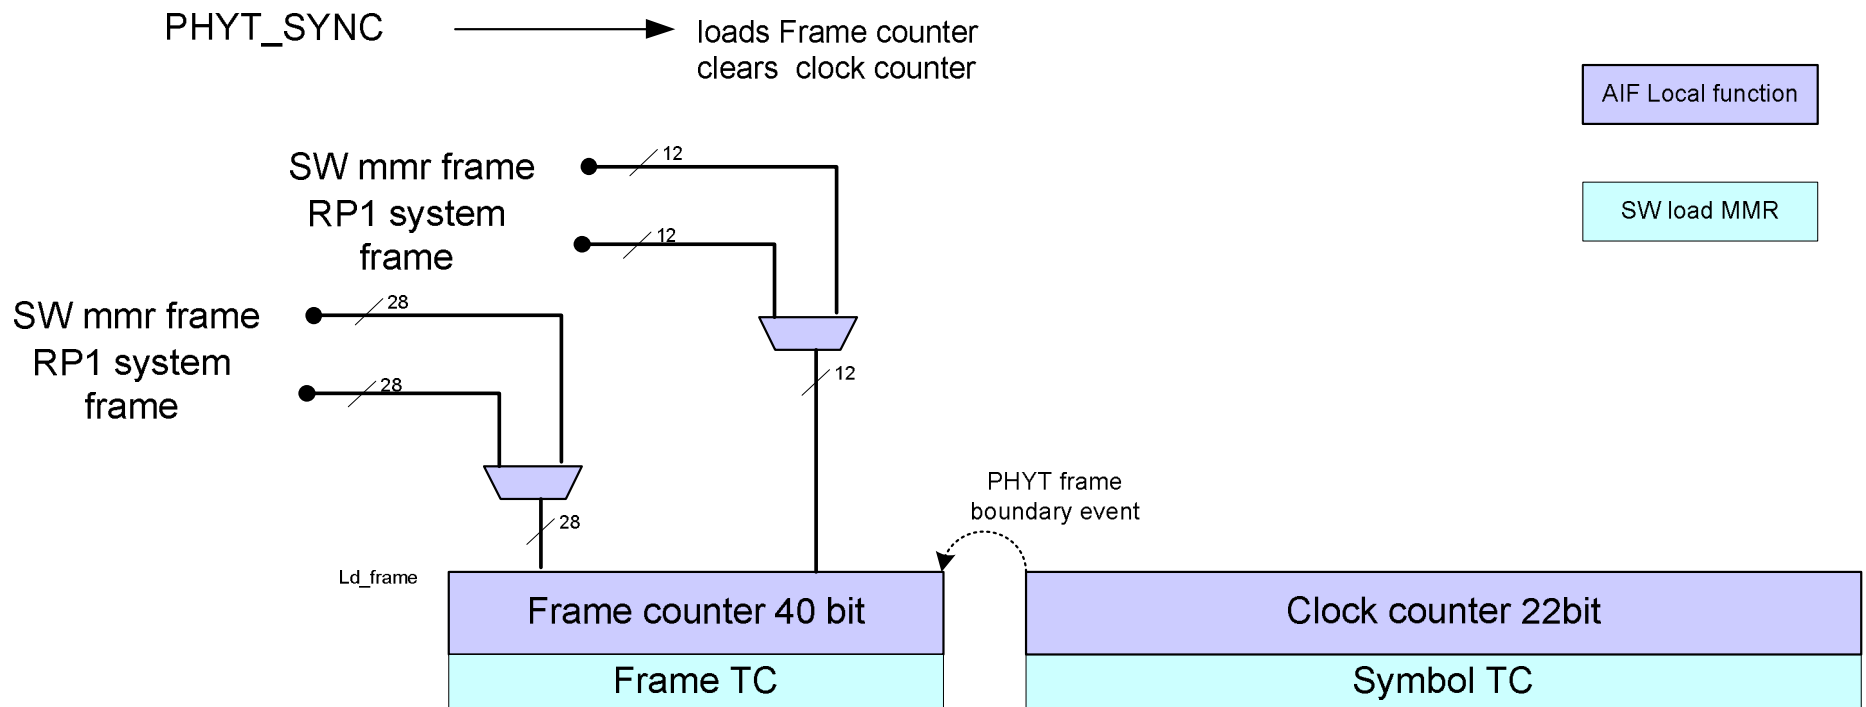 PHYT_SYNC
loads Frame counter
clears clock counter
AIF Local function
SW load MMR
SW mmr frame
RP1 system
frame
12
12
SW mmr frame
RP1 system
frame
28
28
12
28
PHYT frame
boundary event
Ld_frame
Frame counter 40 bit
Clock counter 22bit
Frame TC
Symbol TC